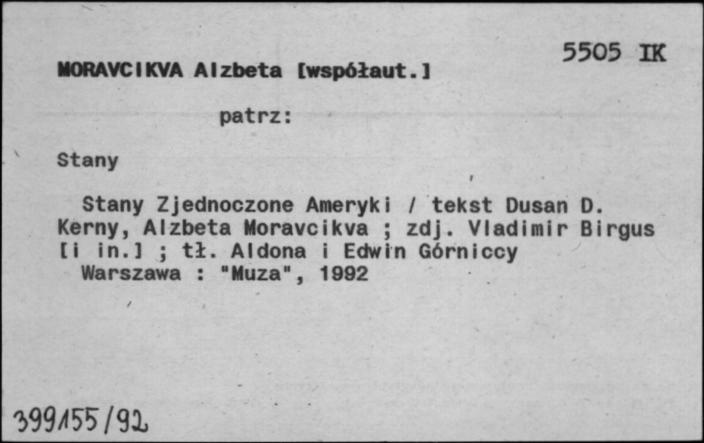 5505 IK
MORAVCIKVA Alzbeta [współaut.]
patrz:
Stany
Stany Zjednoczone Ameryki / tekst Dusan D.
Kerny, Alzbeta Moravcikva ; zdj. Vladimir Birgus
[i in.] ; tł. Aldona i Edwin Górniccy
Warszawa : "Muza", 1992
399155/92